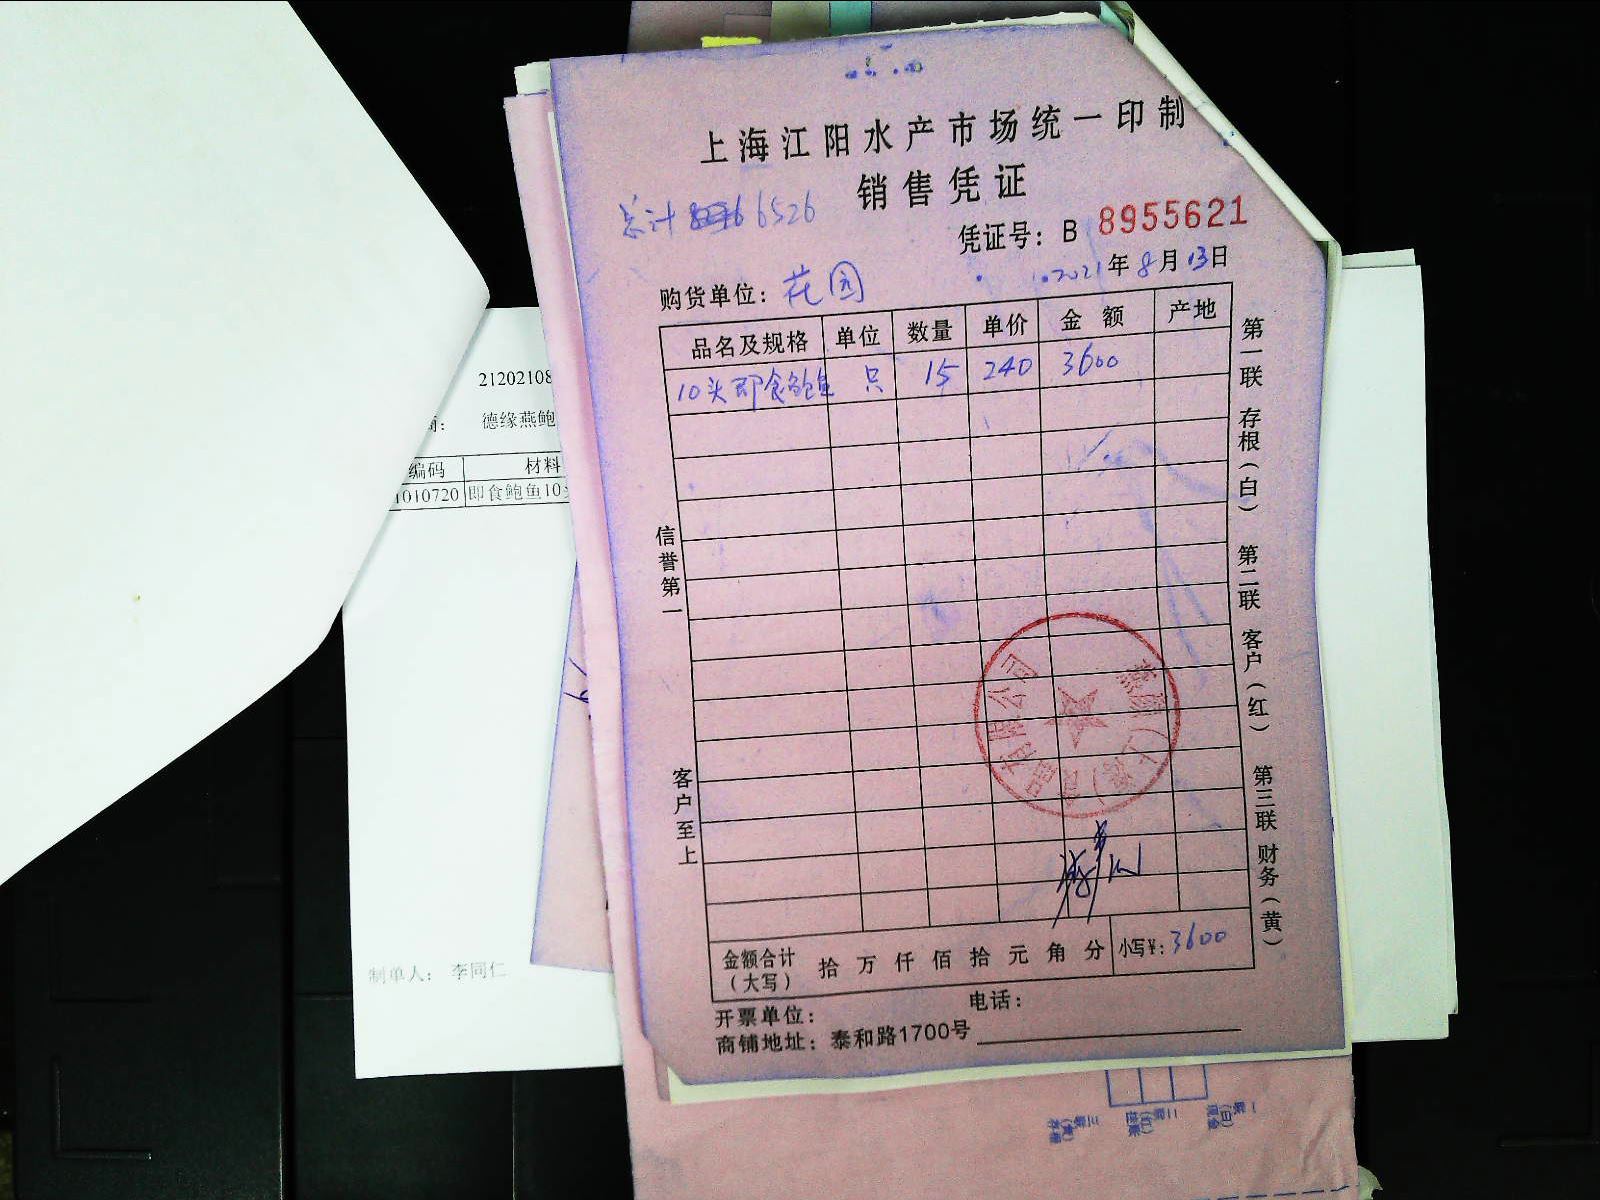 上海江阳水产市场统一印制
销售凭证
总计 6526
凭证号：B 8955621
2021年8月13日
购货单位：花园
品名及规格 单位 数量 单价 金额 产地
10头即食鲍鱼 只 15 240 3600
信誉第一
客户至上
第一联 存根（白） 第二联 客户（红） 第三联 财务（黄）
有限公司
金额合计（大写） 拾 万 仟 佰 拾 元 角 分 小写¥：3600
开票单位： 电话：
商铺地址：泰和路1700号
21202108
商： 德缘燕鲍
编码 材料
1010720 即食鲍鱼10
制单人： 李同仁